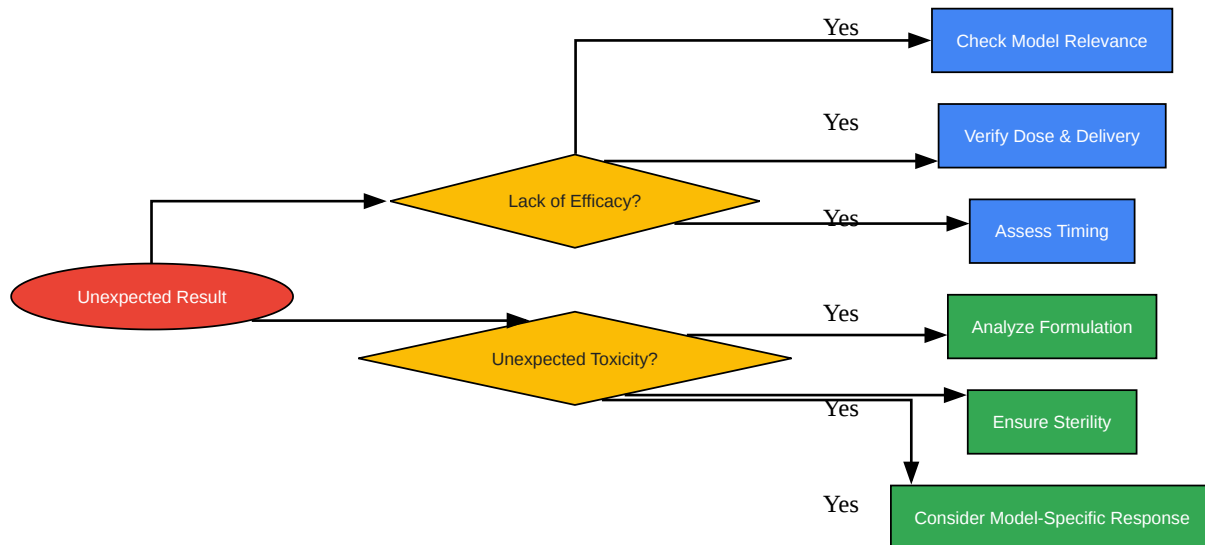 Yes
Check Model Relevance
Yes
Verify Dose & Delivery
Lack of Efficacy?
Yes
Assess Timing
Unexpected Result
Yes
Analyze Formulation
Unexpected Toxicity?
Yes
Ensure Sterility
Yes
Consider Model-Specific Response